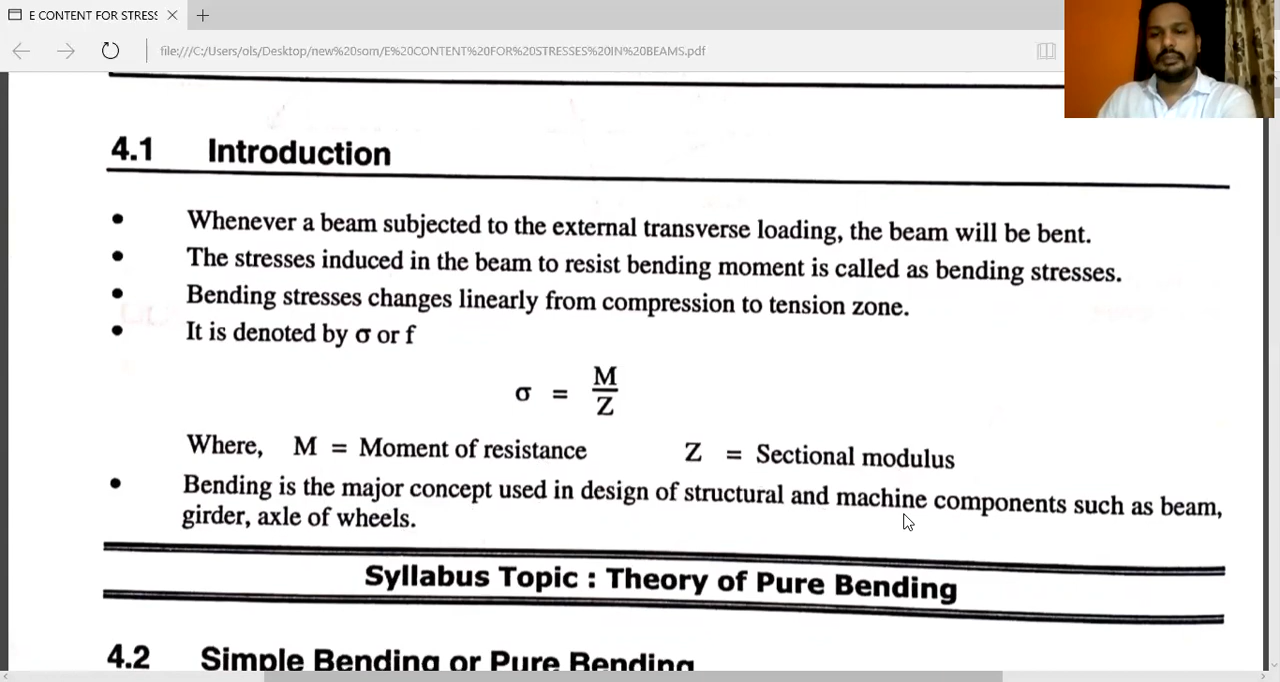 E CONTENT FOR STRESS
file:///C:/Users/ols/Desktop/new%20som/E%20CONTENT%20FOR%20STRESSES%20IN%20BEAMS.pdf
4.1 Introduction
• Whenever a beam subjected to the external transverse loading, the beam will be bent.
• The stresses induced in the beam to resist bending moment is called as bending stresses.
• Bending stresses changes linearly from compression to tension zone.
• It is denoted by σ or f
σ = M/Z
Where, M = Moment of resistance Z = Sectional modulus
• Bending is the major concept used in design of structural and machine components such as beam,
girder, axle of wheels.
Syllabus Topic : Theory of Pure Bending
4.2 Simple Bending or Pure Bending